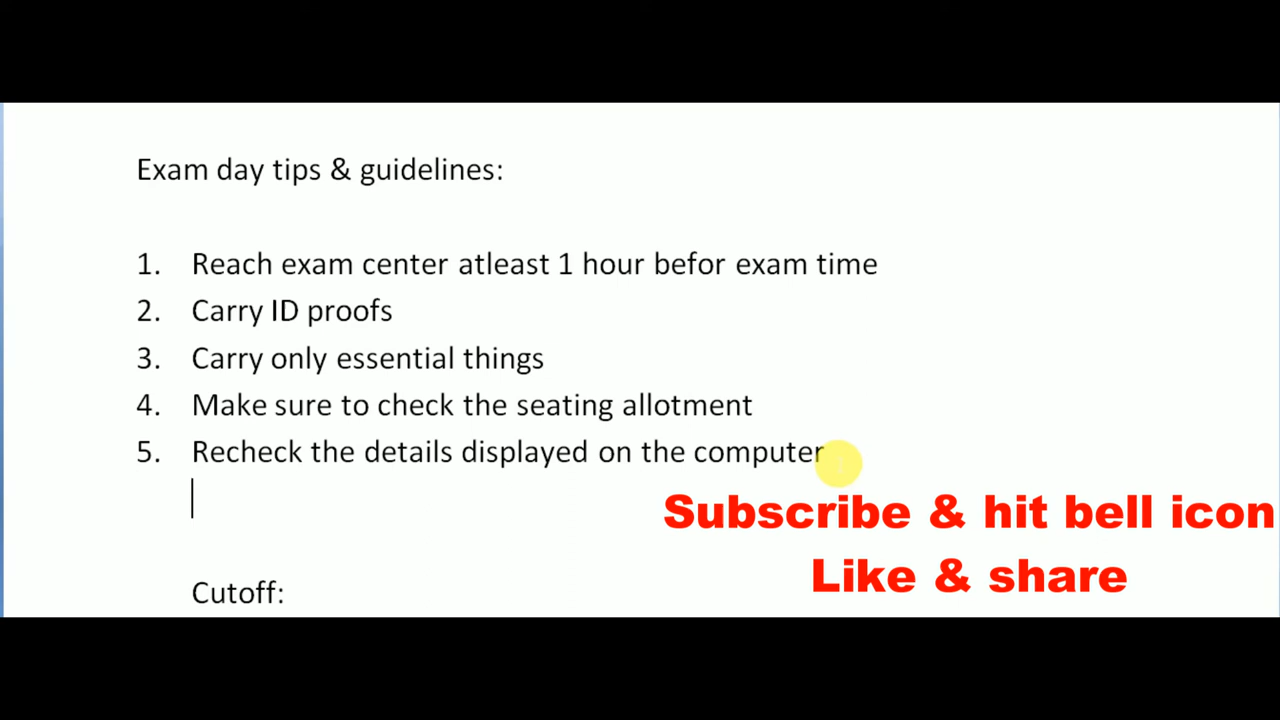 Exam day tips & guidelines:
1. Reach exam center atleast 1 hour befor exam time
2. Carry ID proofs
3. Carry only essential things
4. Make sure to check the seating allotment
5. Recheck the details displayed on the computer
Subscribe & hit bell icon
Like & share
Cutoff: